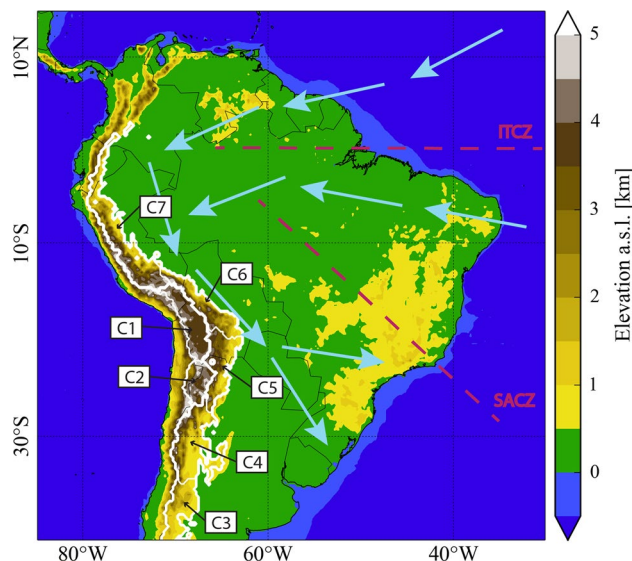 10°N
10°S
30°S
80°W
60°W
40°W
ITCZ
SACZ
C7
C6
C1
C2
C5
C4
C3
5
4
3
2
1
0
Elevation a.s.l. [km]